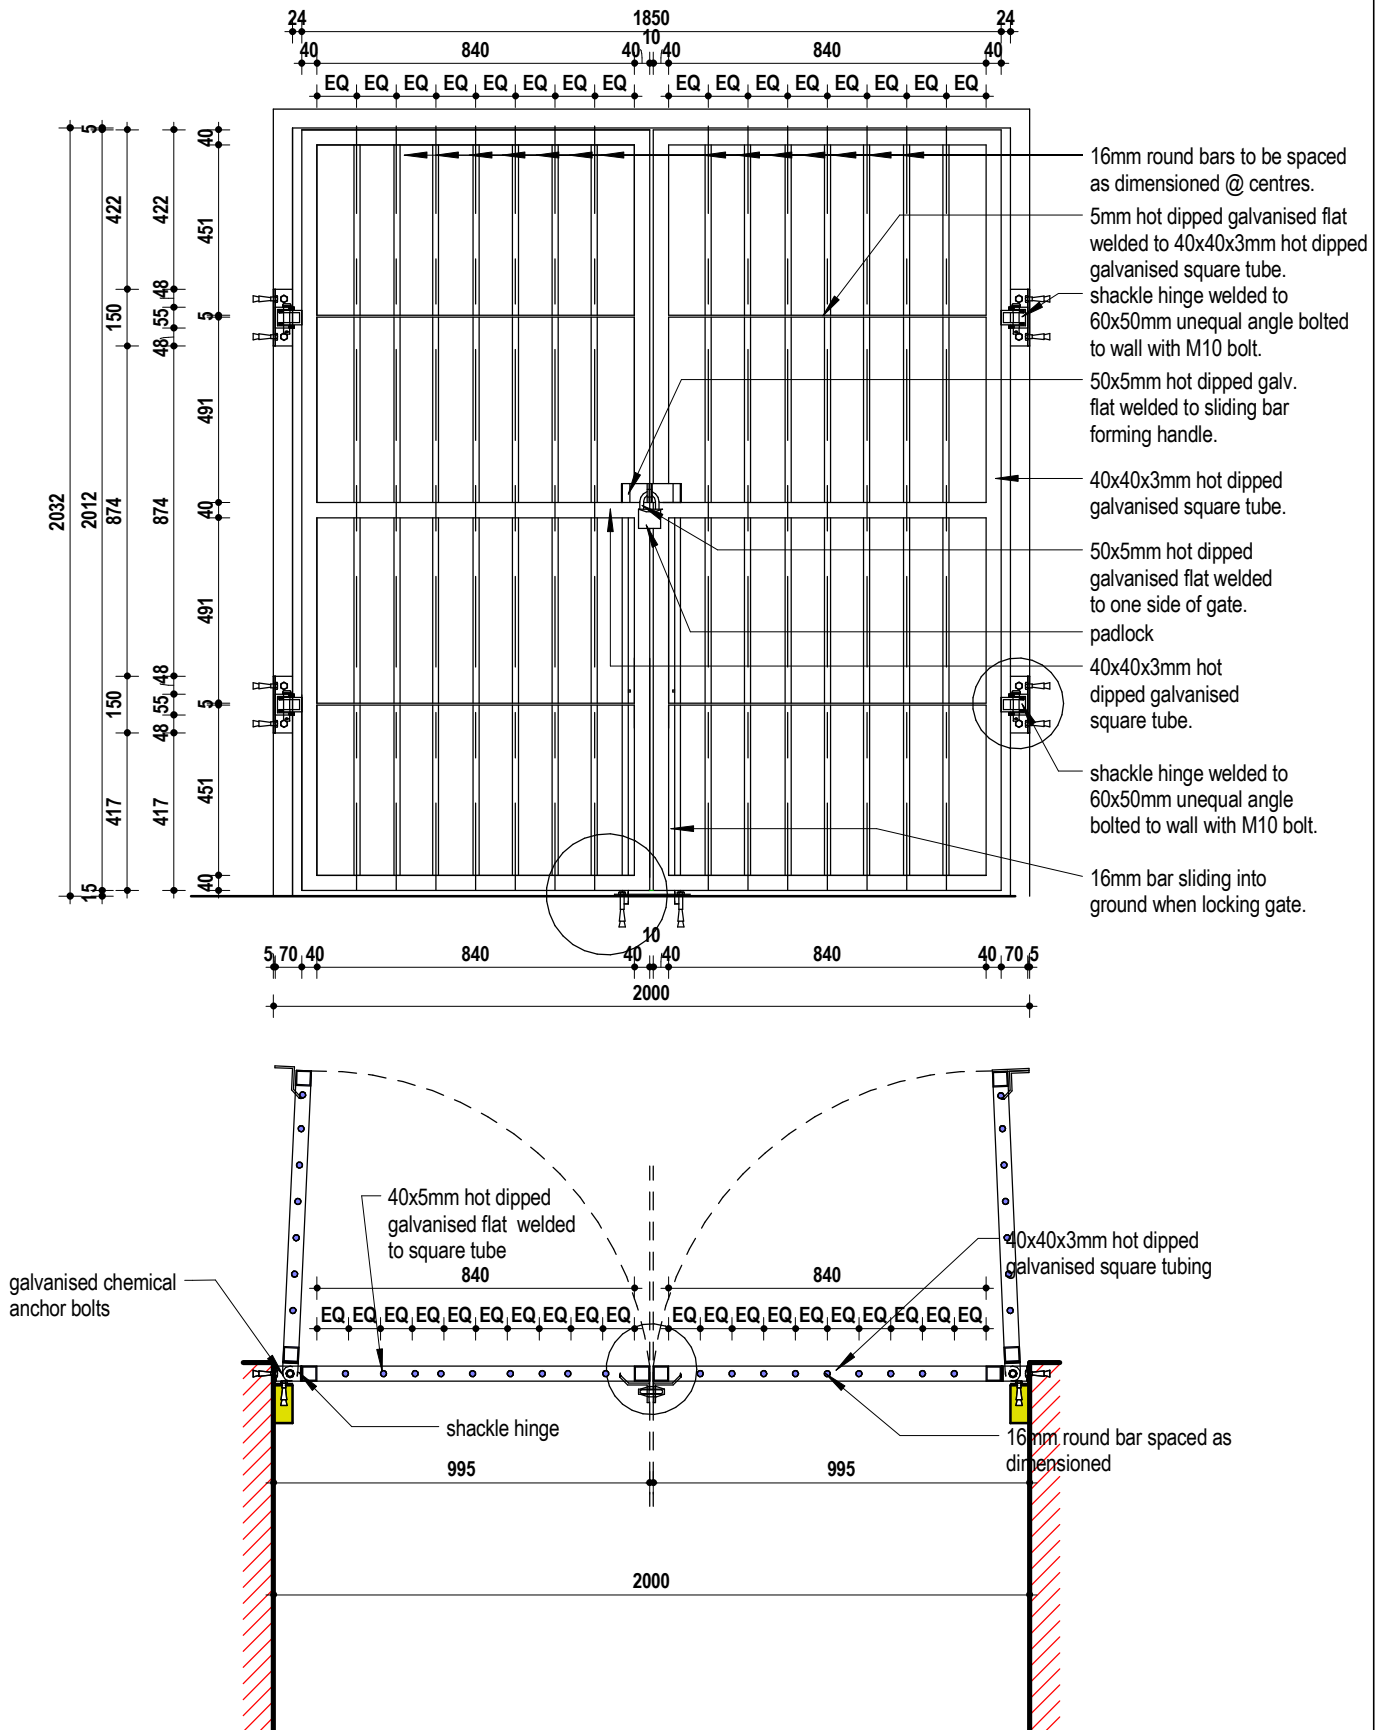 24 1850 24
10
40 840 40 40 840 40
EQ EQ EQ EQ EQ EQ EQ EQ EQ EQ EQ EQ EQ EQ EQ EQ
5 40
422 422 451
48
150 55 5
48
491
2032 2012 874 874 40
491
48
150 55 5
48
451
417 417
15 40
16mm round bars to be spaced
as dimensioned @ centres.
5mm hot dipped galvanised flat
welded to 40x40x3mm hot dipped
galvanised square tube.
shackle hinge welded to
60x50mm unequal angle bolted
to wall with M10 bolt.
50x5mm hot dipped galv.
flat welded to sliding bar
forming handle.
40x40x3mm hot dipped
galvanised square tube.
50x5mm hot dipped
galvanised flat welded
to one side of gate.
padlock
40x40x3mm hot
dipped galvanised
square tube.
shackle hinge welded to
60x50mm unequal angle
bolted to wall with M10 bolt.
16mm bar sliding into
ground when locking gate.
10
5 70 40 840 40 40 840 40 70 5
2000
40x5mm hot dipped
galvanised flat welded
to square tube
40x40x3mm hot dipped
galvanised square tubing
galvanised chemical
anchor bolts
840 840
EQ EQ EQ EQ EQ EQ EQ EQ EQ EQ EQ EQ EQ EQ EQ EQ EQ EQ EQ EQ
shackle hinge
16mm round bar spaced as
dimensioned
995 995
2000